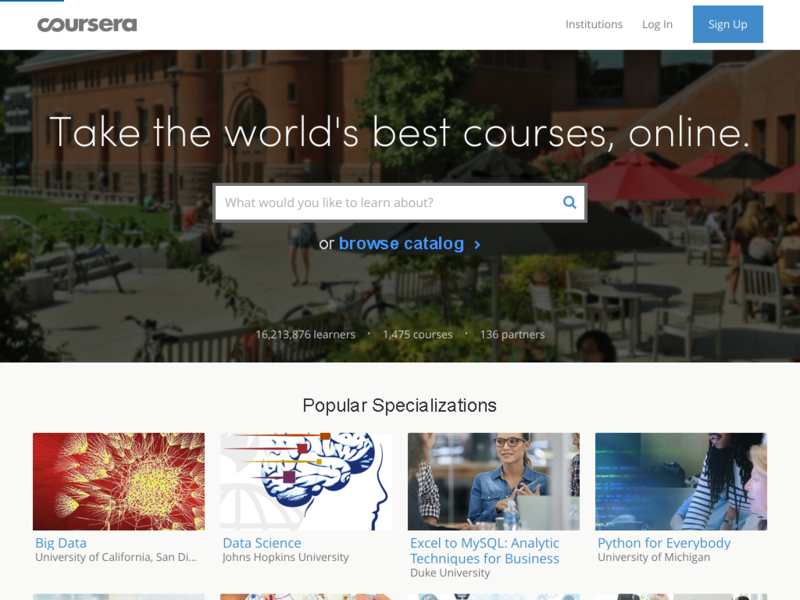 coursera
Institutions
Log In
Sign Up
Take the world's best courses, online.
What would you like to learn about?
or browse catalog ›
16,213,876 learners · 1,475 courses · 136 partners
Popular Specializations
Big Data
University of California, San Di...
Data Science
Johns Hopkins University
Excel to MySQL: Analytic
Techniques for Business
Duke University
Python for Everybody
University of Michigan